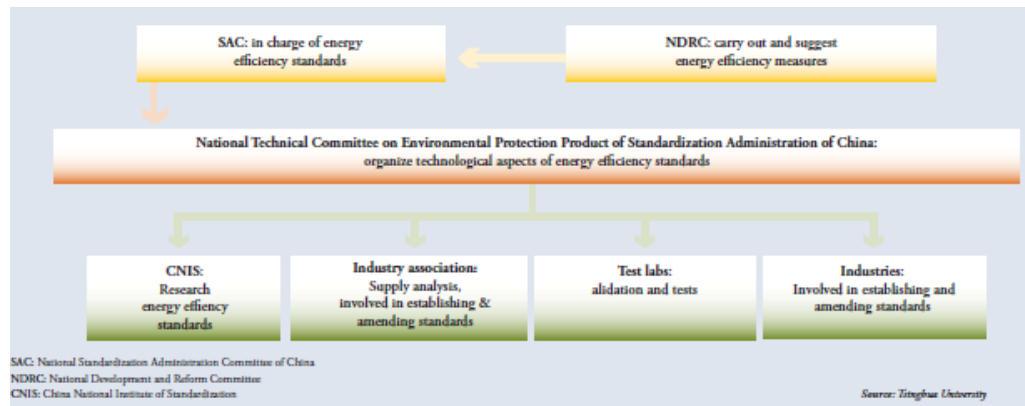 SAC: in charge of energy
efficiency standards
NDRC: carry out and suggest
energy efficiency measures
National Technical Committee on Environmental Protection Product of Standardization Administration of China:
organize technological aspects of energy efficiency standards
CNIS:
Research
energy effiency
standards
Industry association:
Supply analysis,
involved in establishing &
amending standards
Test labs:
alidation and tests
Industries:
Involved in establishing and
amending standards
SAC: National Standardization Administration Committee of China
NDRC: National Development and Reform Committee
CNIS: China National Institute of Standardization
Source: Tsinghua University